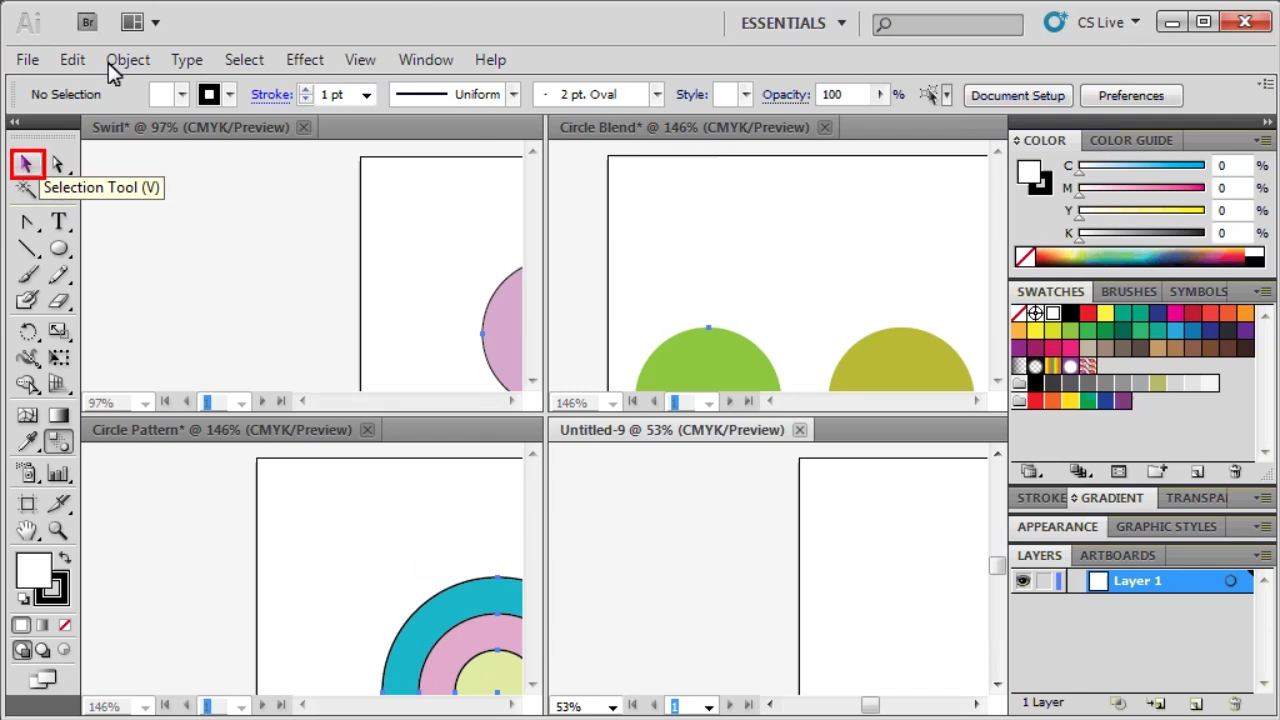 Ai Br ESSENTIALS CS Live
File Edit Object Type Select Effect View Window Help
No Selection Stroke: 1 pt Uniform 2 pt. Oval Style: Opacity: 100 % Document Setup Preferences
Swirl* @ 97% (CMYK/Preview) Circle Blend* @ 146% (CMYK/Preview)
COLOR COLOR GUIDE
C 0 %
M 0 %
Selection Tool (V)
Y 0 %
K 0 %
T
SWATCHES BRUSHES SYMBOLS
97% 1 146% 1
Circle Pattern* @ 146% (CMYK/Preview) Untitled-9 @ 53% (CMYK/Preview)
STROKE GRADIENT TRANSPA
APPEARANCE GRAPHIC STYLES
LAYERS ARTBOARDS
Layer 1
146% 1 53% 1 1 Layer